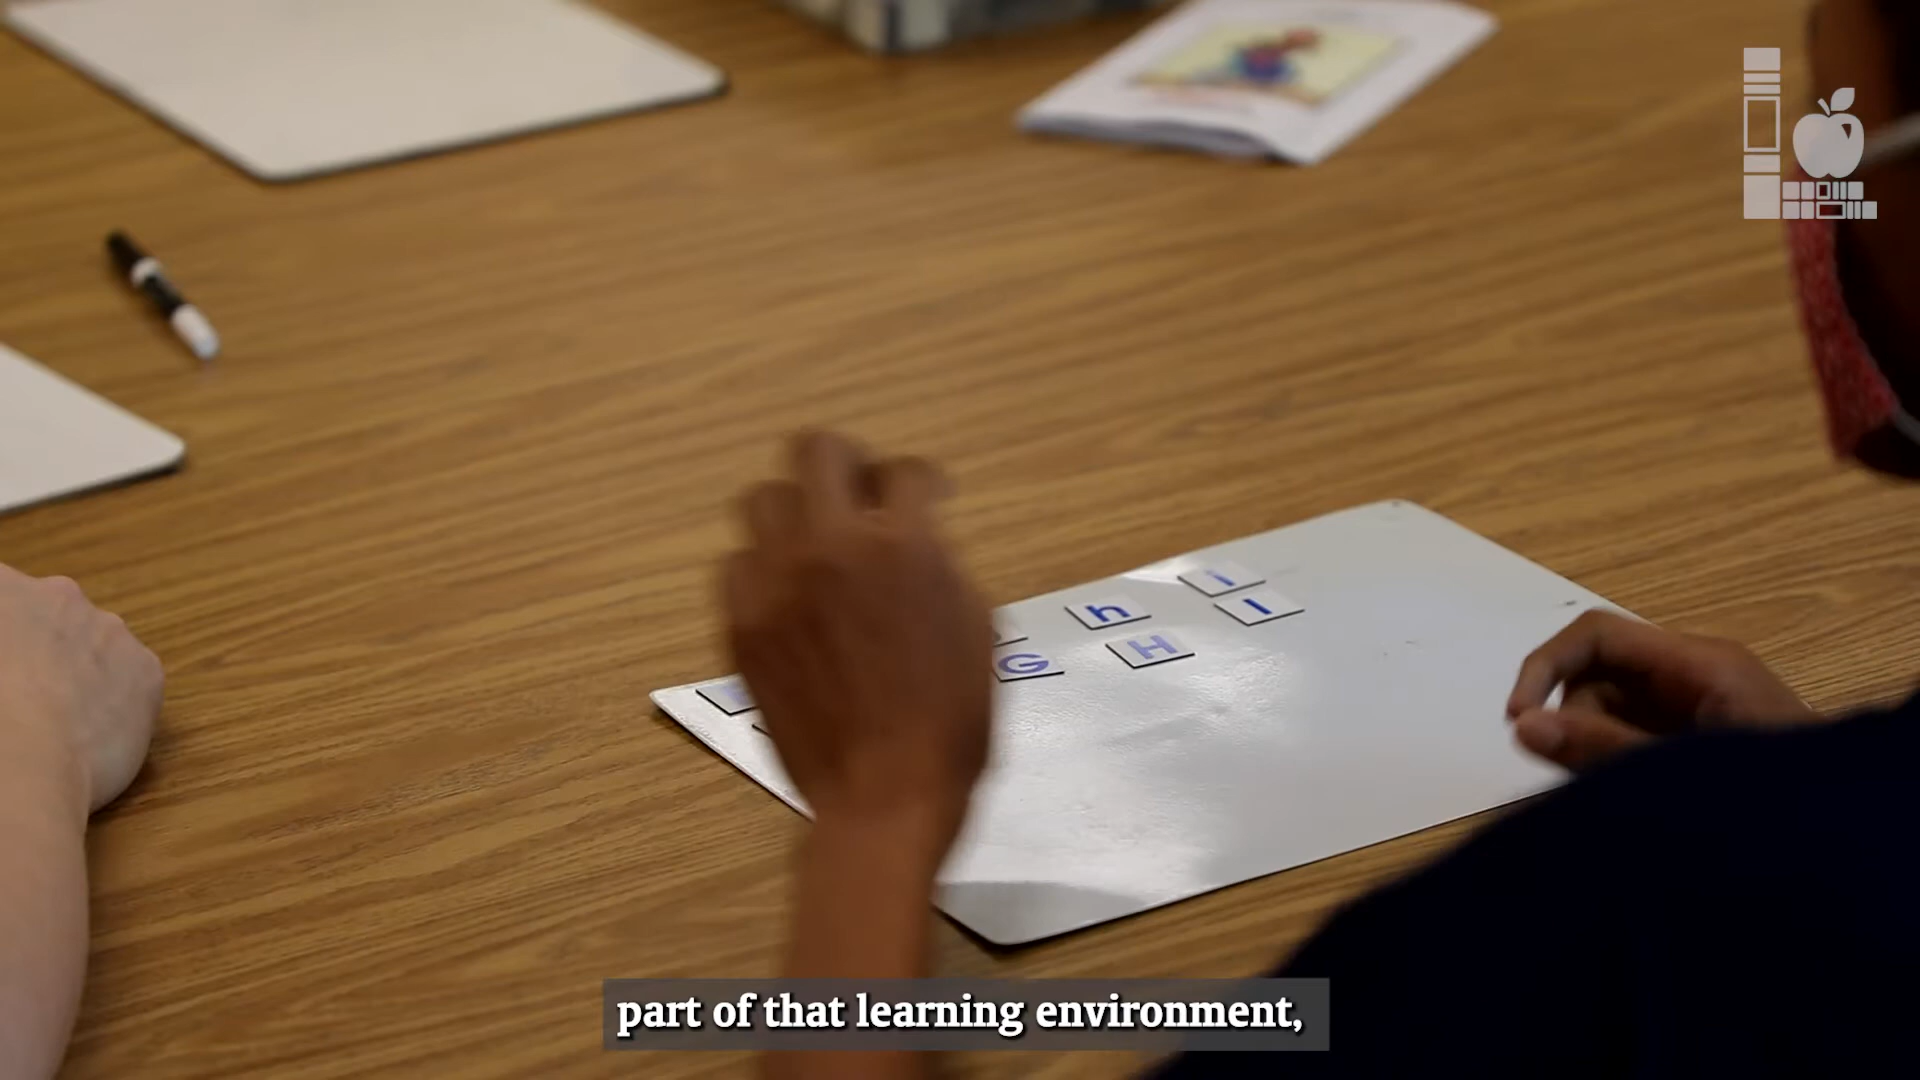 i
h I
G H
part of that learning environment,